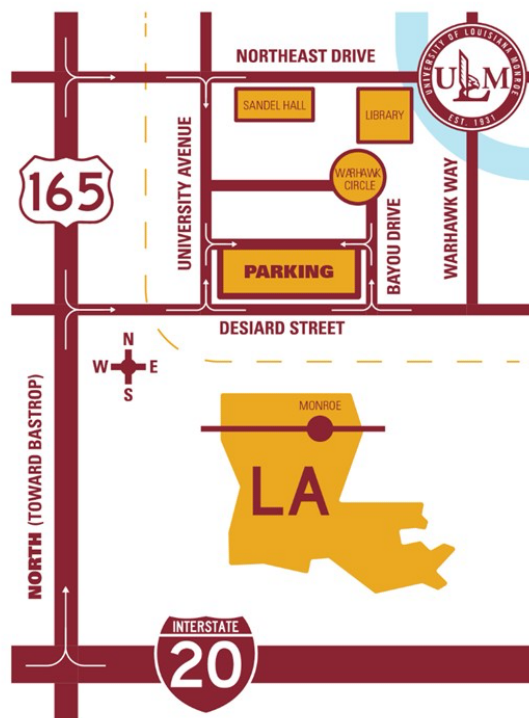 NORTHEAST DRIVE
UNIVERSITY OF LOUISIANA MONROE
ULM
EST. 1931
SANDEL HALL
LIBRARY
165
UNIVERSITY AVENUE
WARHAWK
CIRCLE
BAYOU DRIVE
WARHAWK WAY
PARKING
DESIARD STREET
N
W E
S
NORTH (TOWARD BASTROP)
MONROE
LA
INTERSTATE
20